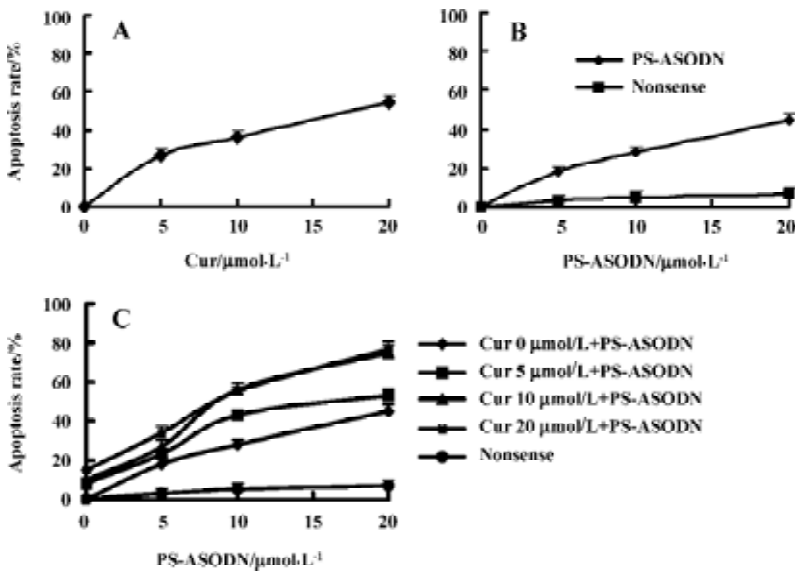 A
Apoptosis rate/%
100
80
60
40
20
0
0 5 10 15 20
Cur/μmol·L-1
B
100
80
60
40
20
0
PS-ASODN
Nonsense
0 5 10 15 20
PS-ASODN/μmol·L-1
C
Apoptosis rate/%
100
80
60
40
20
0
0 5 10 15 20
PS-ASODN/μmol·L-1
Cur 0 μmol/L+PS-ASODN
Cur 5 μmol/L+PS-ASODN
Cur 10 μmol/L+PS-ASODN
Cur 20 μmol/L+PS-ASODN
Nonsense